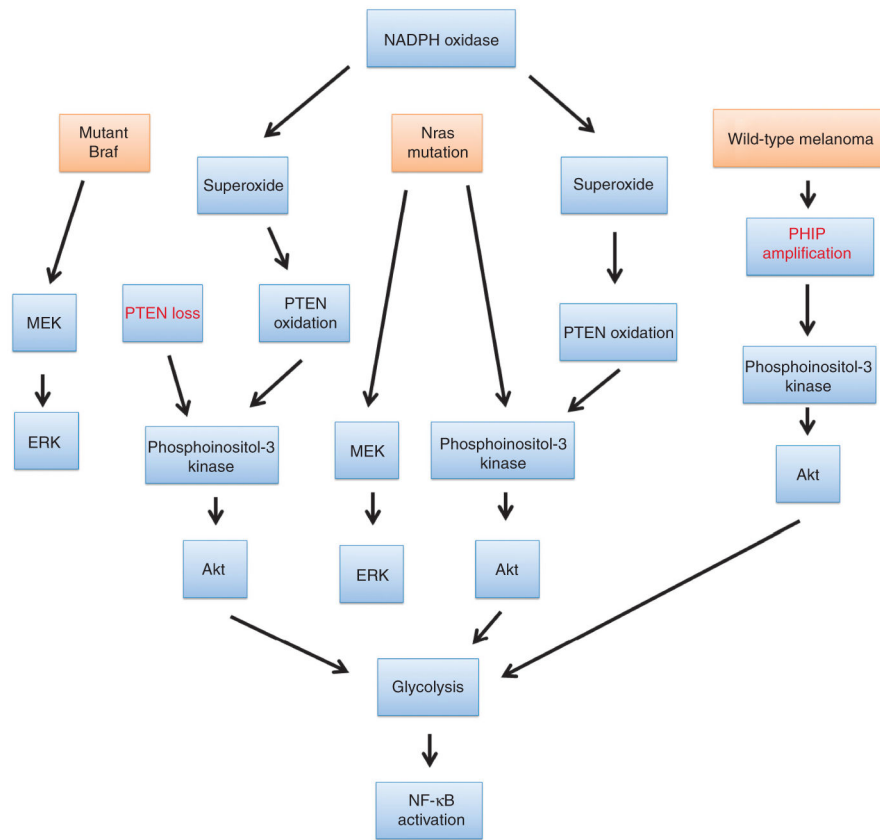 NADPH oxidase
Mutant
Braf
Nras
mutation
Wild-type melanoma
Superoxide
Superoxide
PHIP
amplification
MEK
PTEN loss
PTEN
oxidation
PTEN oxidation
Phosphoinositol-3
kinase
ERK
Phosphoinositol-3
kinase
MEK
Phosphoinositol-3
kinase
Akt
Akt
ERK
Akt
Glycolysis
NF-κB
activation